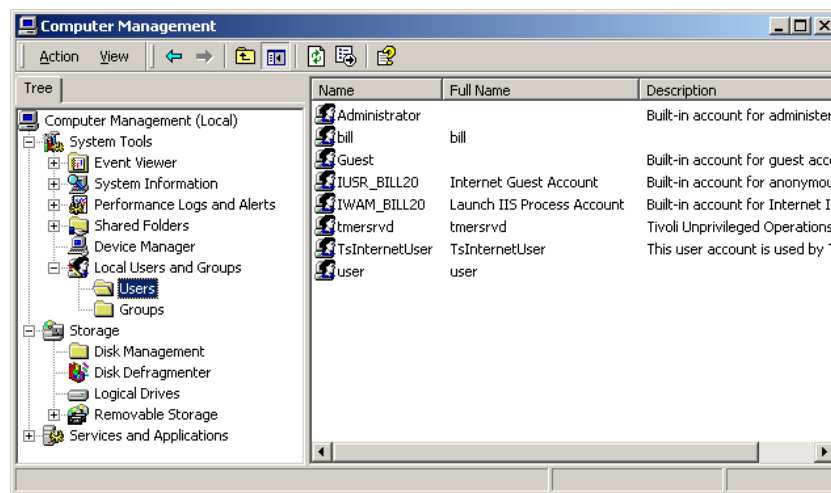 Computer Management
Action View
Tree
Computer Management (Local)
System Tools
Event Viewer
System Information
Performance Logs and Alerts
Shared Folders
Device Manager
Local Users and Groups
Users
Groups
Storage
Disk Management
Disk Defragmenter
Logical Drives
Removable Storage
Services and Applications
Name Full Name Description
Administrator Built-in account for administer
bill bill
Guest Built-in account for guest acc
IUSR_BILL20 Internet Guest Account Built-in account for anonymou
IWAM_BILL20 Launch IIS Process Account Built-in account for Internet I
tmersrvd tmersrvd Tivoli Unprivileged Operations
TsInternetUser TsInternetUser This user account is used by T
user user